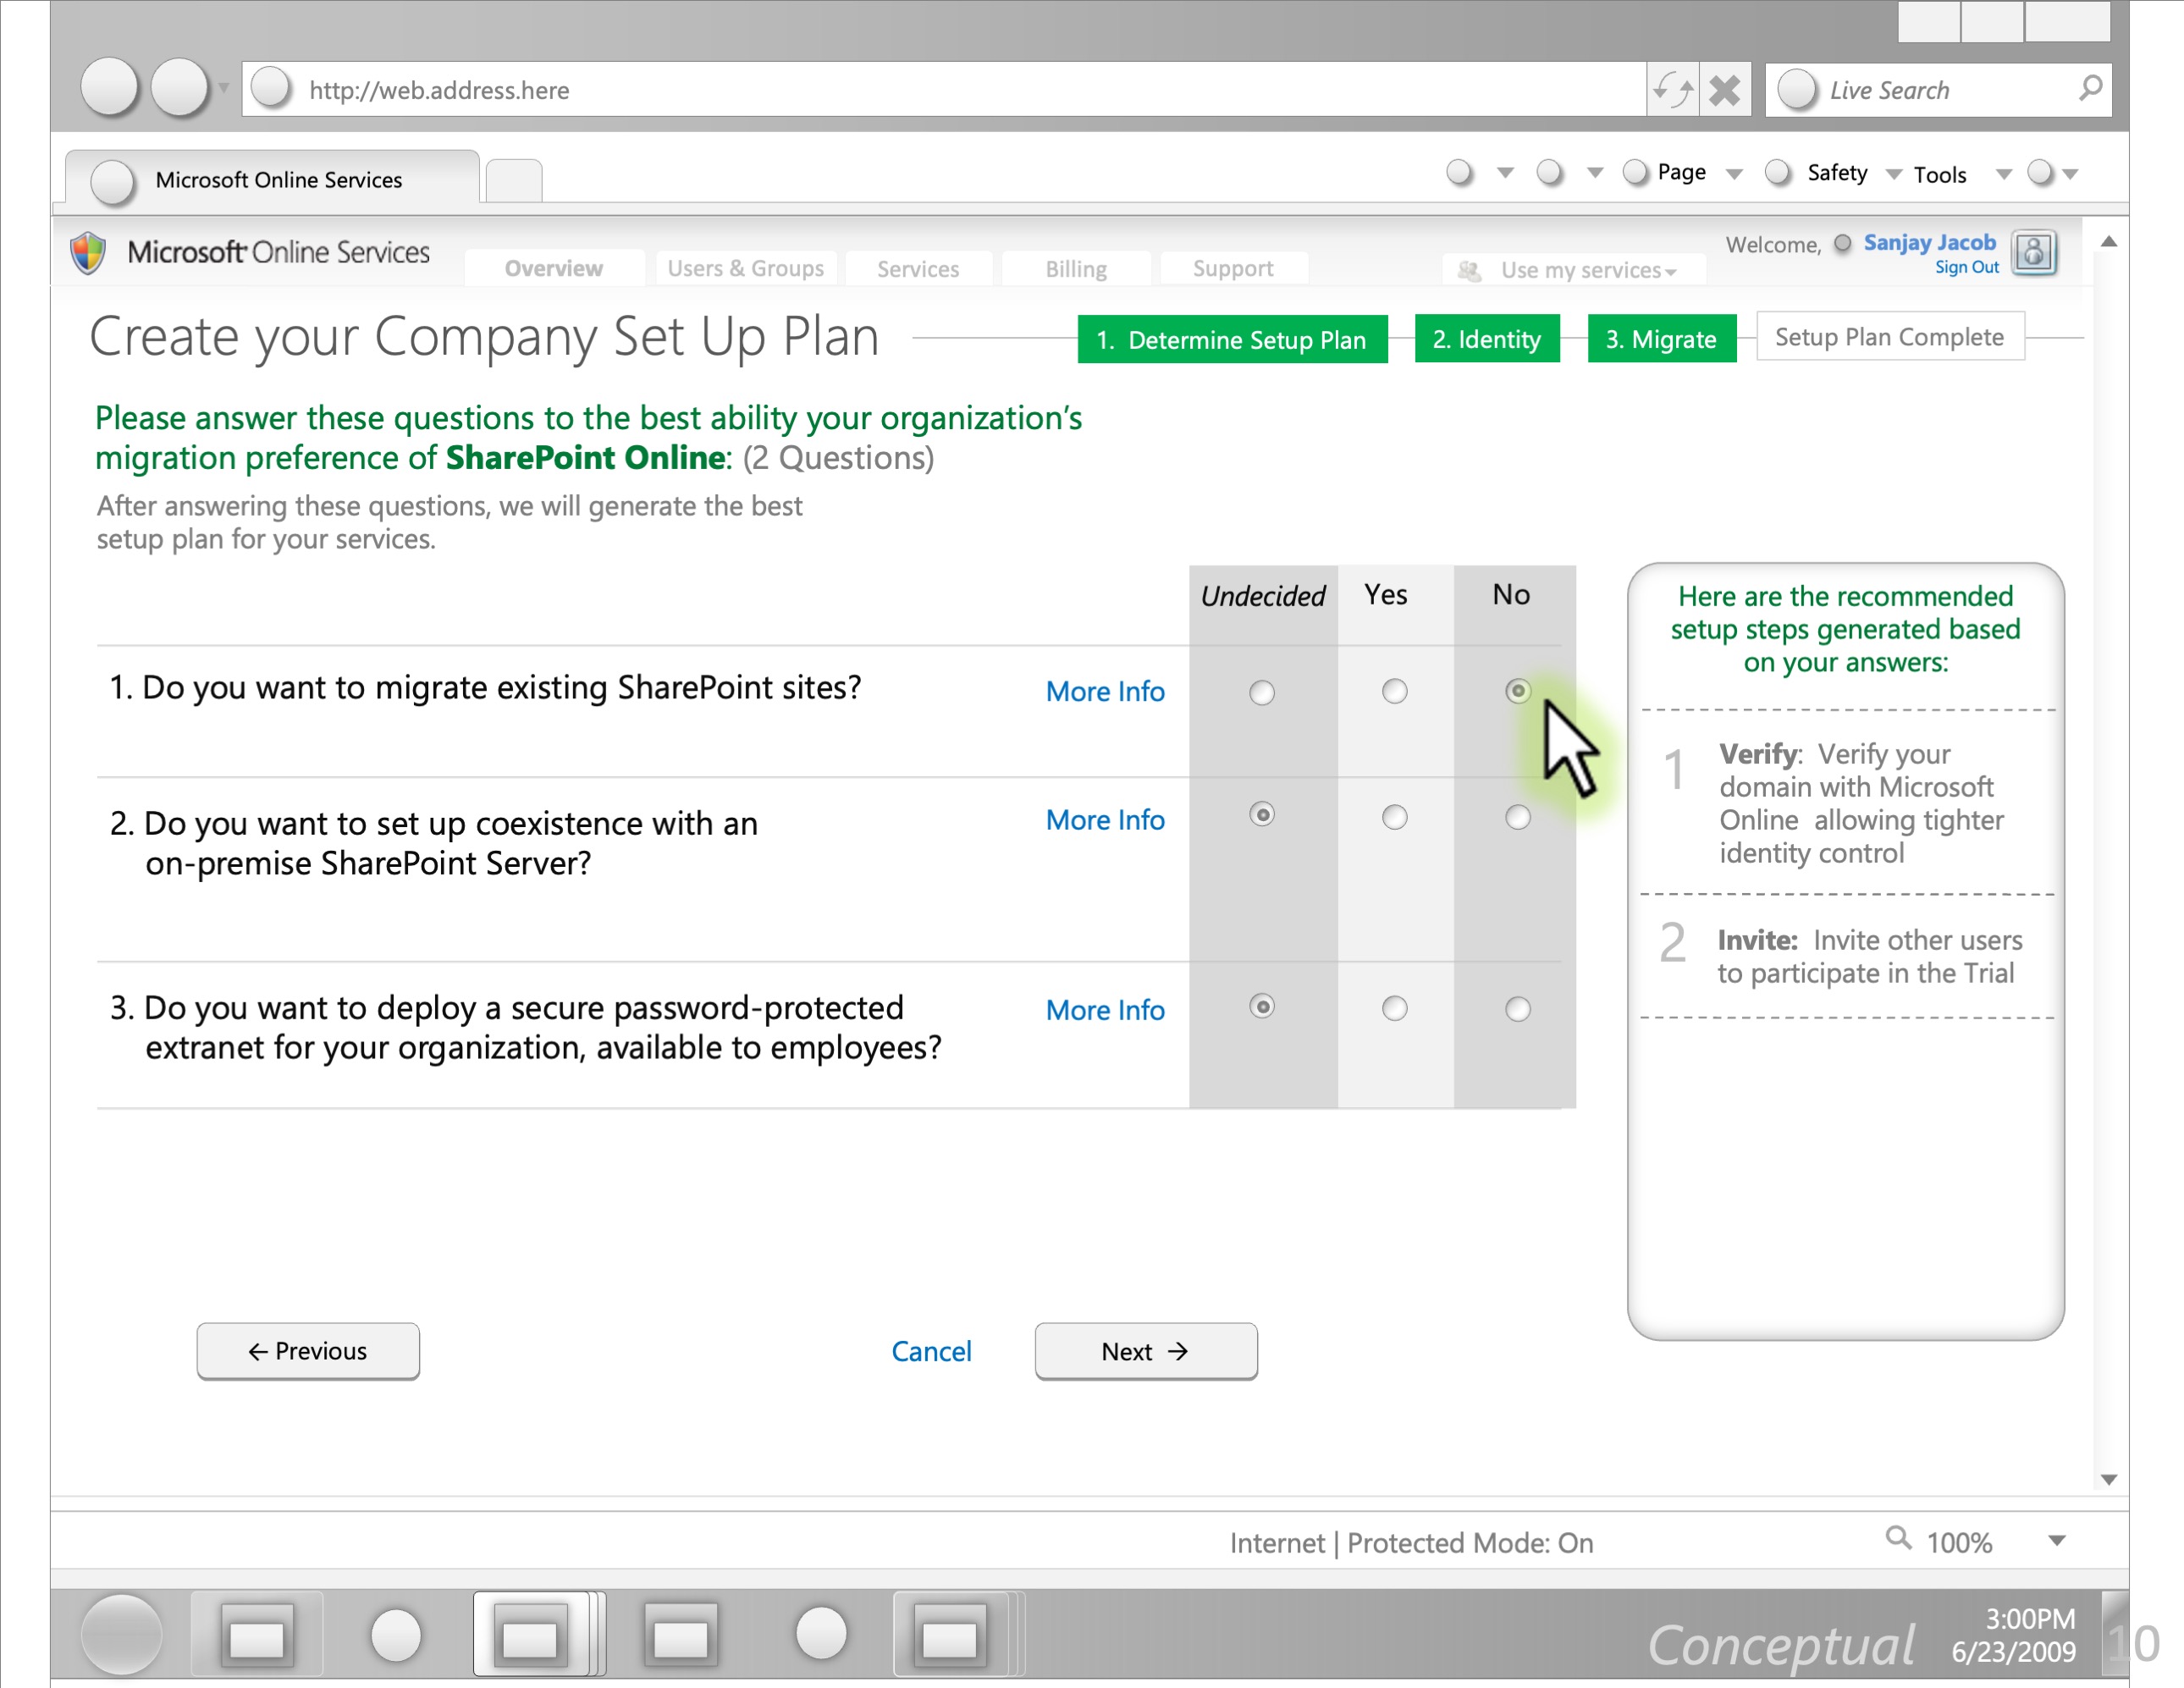 http://web.address.here
Live Search
Microsoft Online Services
Page
Safety
Tools
Microsoft Online Services
Overview
Users & Groups
Services
Billing
Support
Use my services
Welcome,
Sanjay Jacob
Sign Out
Create your Company Set Up Plan
1. Determine Setup Plan
2. Identity
3. Migrate
Setup Plan Complete
Please answer these questions to the best ability your organization's
migration preference of SharePoint Online: (2 Questions)
After answering these questions, we will generate the best
setup plan for your services.
Undecided
Yes
No
1. Do you want to migrate existing SharePoint sites?
More Info
2. Do you want to set up coexistence with an
on-premise SharePoint Server?
More Info
3. Do you want to deploy a secure password-protected
extranet for your organization, available to employees?
More Info
Here are the recommended
setup steps generated based
on your answers:
1
Verify: Verify your
domain with Microsoft
Online allowing tighter
identity control
2
Invite: Invite other users
to participate in the Trial
← Previous
Cancel
Next →
Internet | Protected Mode: On
100%
Conceptual
3:00PM
6/23/2009
10